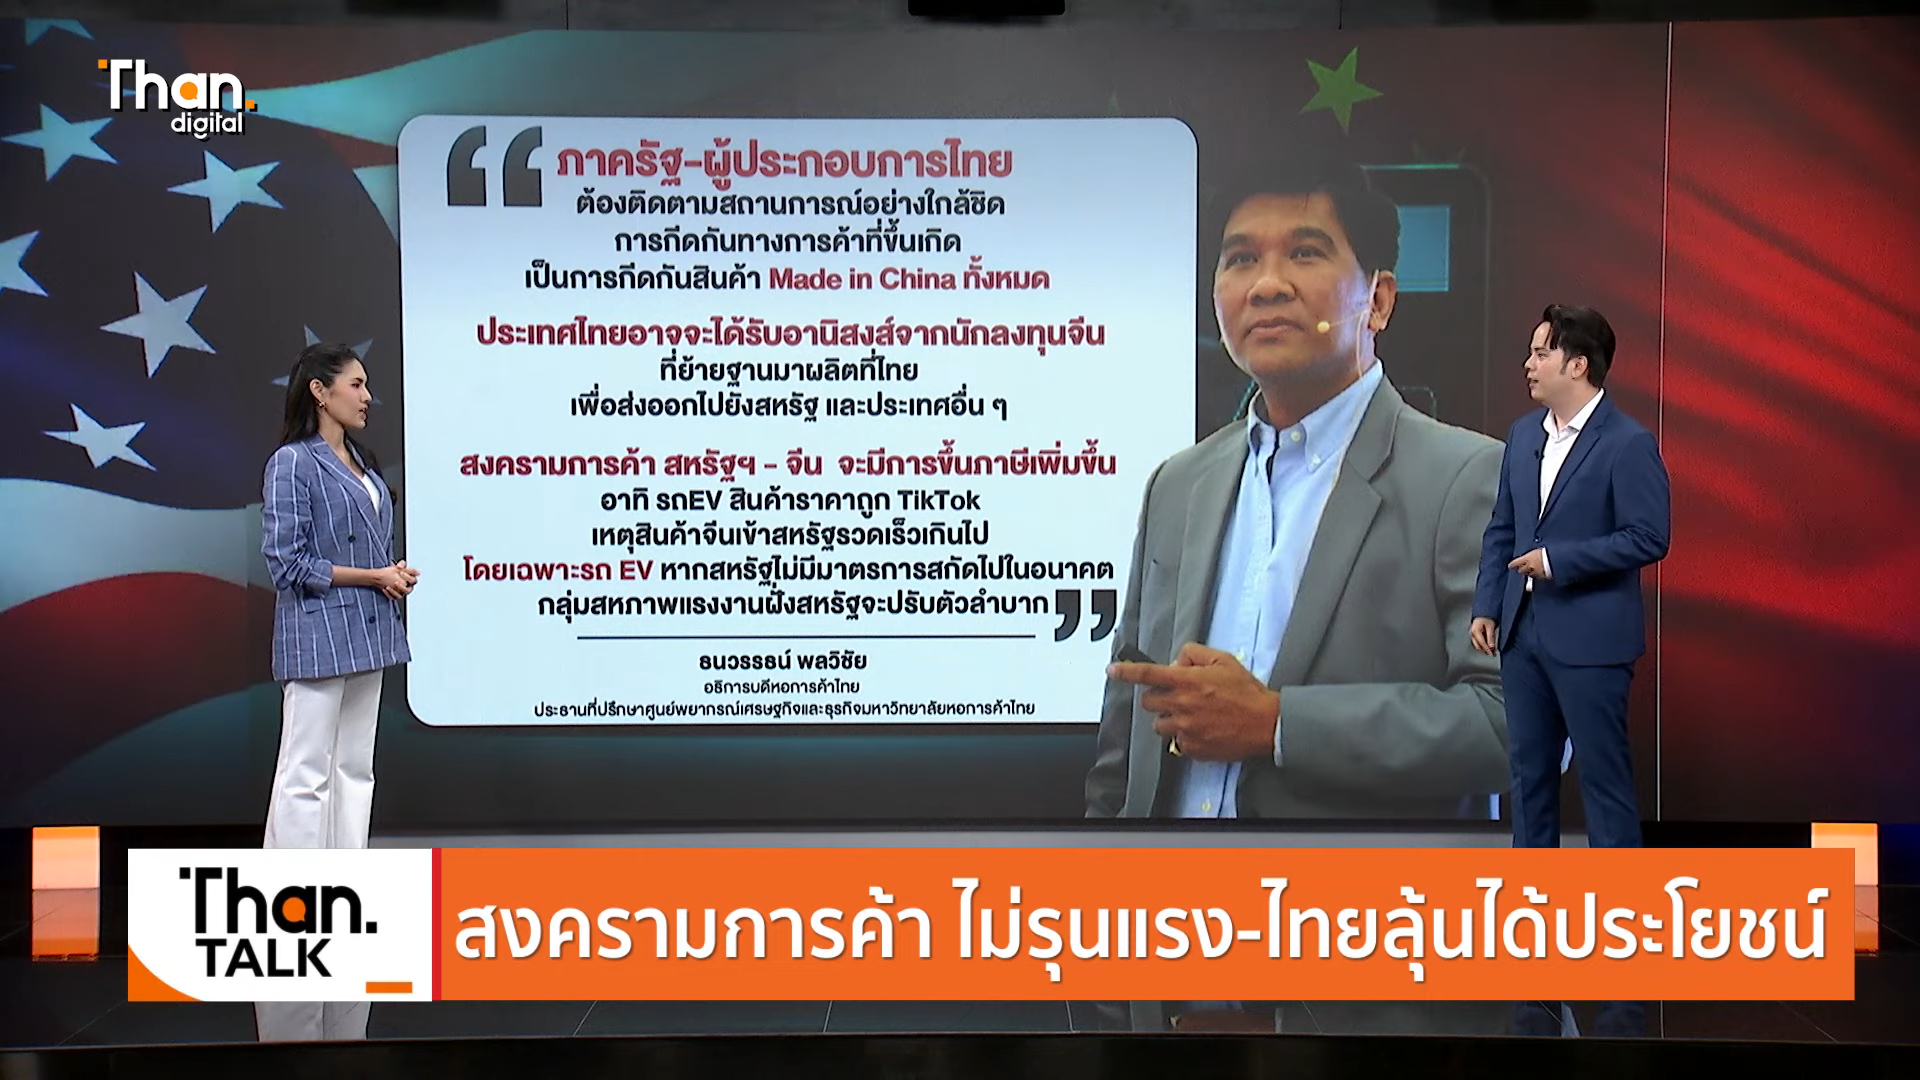 Than.
digital
ภาครัฐ-ผู้ประกอบการไทย
ต้องติดตามสถานการณ์อย่างใกล้ชิด
การกีดกันทางการค้าที่ขึ้นเกิด
เป็นการกีดกันสินค้า Made in China ทั้งหมด
ประเทศไทยอาจจะได้รับอานิสงส์จากนักลงทุนจีน
ที่ย้ายฐานมาผลิตที่ไทย
เพื่อส่งออกไปยังสหรัฐ และประเทศอื่น ๆ
สงครามการค้า สหรัฐฯ - จีน จะมีการขึ้นภาษีเพิ่มขึ้น
อาทิ รถEV สินค้าราคาถูก TikTok
เหตุสินค้าจีนเข้าสหรัฐรวดเร็วเกินไป
โดยเฉพาะรถ EV หากสหรัฐไม่มีมาตรการสกัดไปในอนาคต
กลุ่มสหภาพแรงงานฝั่งสหรัฐจะปรับตัวลำบาก
ธนวรรธน์ พลวิชัย
อธิการบดีหอการค้าไทย
ประธานที่ปรึกษาศูนย์พยากรณ์เศรษฐกิจและธุรกิจมหาวิทยาลัยหอการค้าไทย
Than.
TALK
สงครามการค้า ไม่รุนแรง-ไทยลุ้นได้ประโยชน์